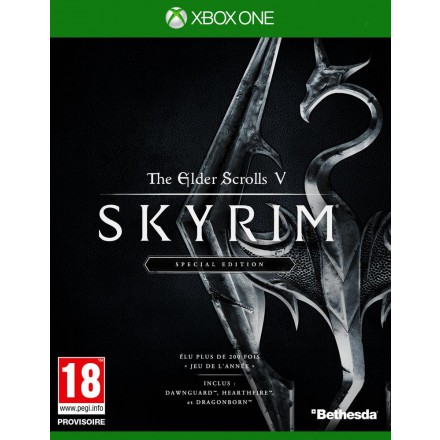 XBOX ONE
The Elder Scrolls V
SKYRIM
SPECIAL EDITION
ÉLU PLUS DE 200 FOIS
« JEU DE L'ANNÉE »
INCLUS :
DAWNGUARD™, HEARTHFIRE™,
et DRAGONBORN™
18
www.pegi.info
PROVISOIRE
Bethesda®